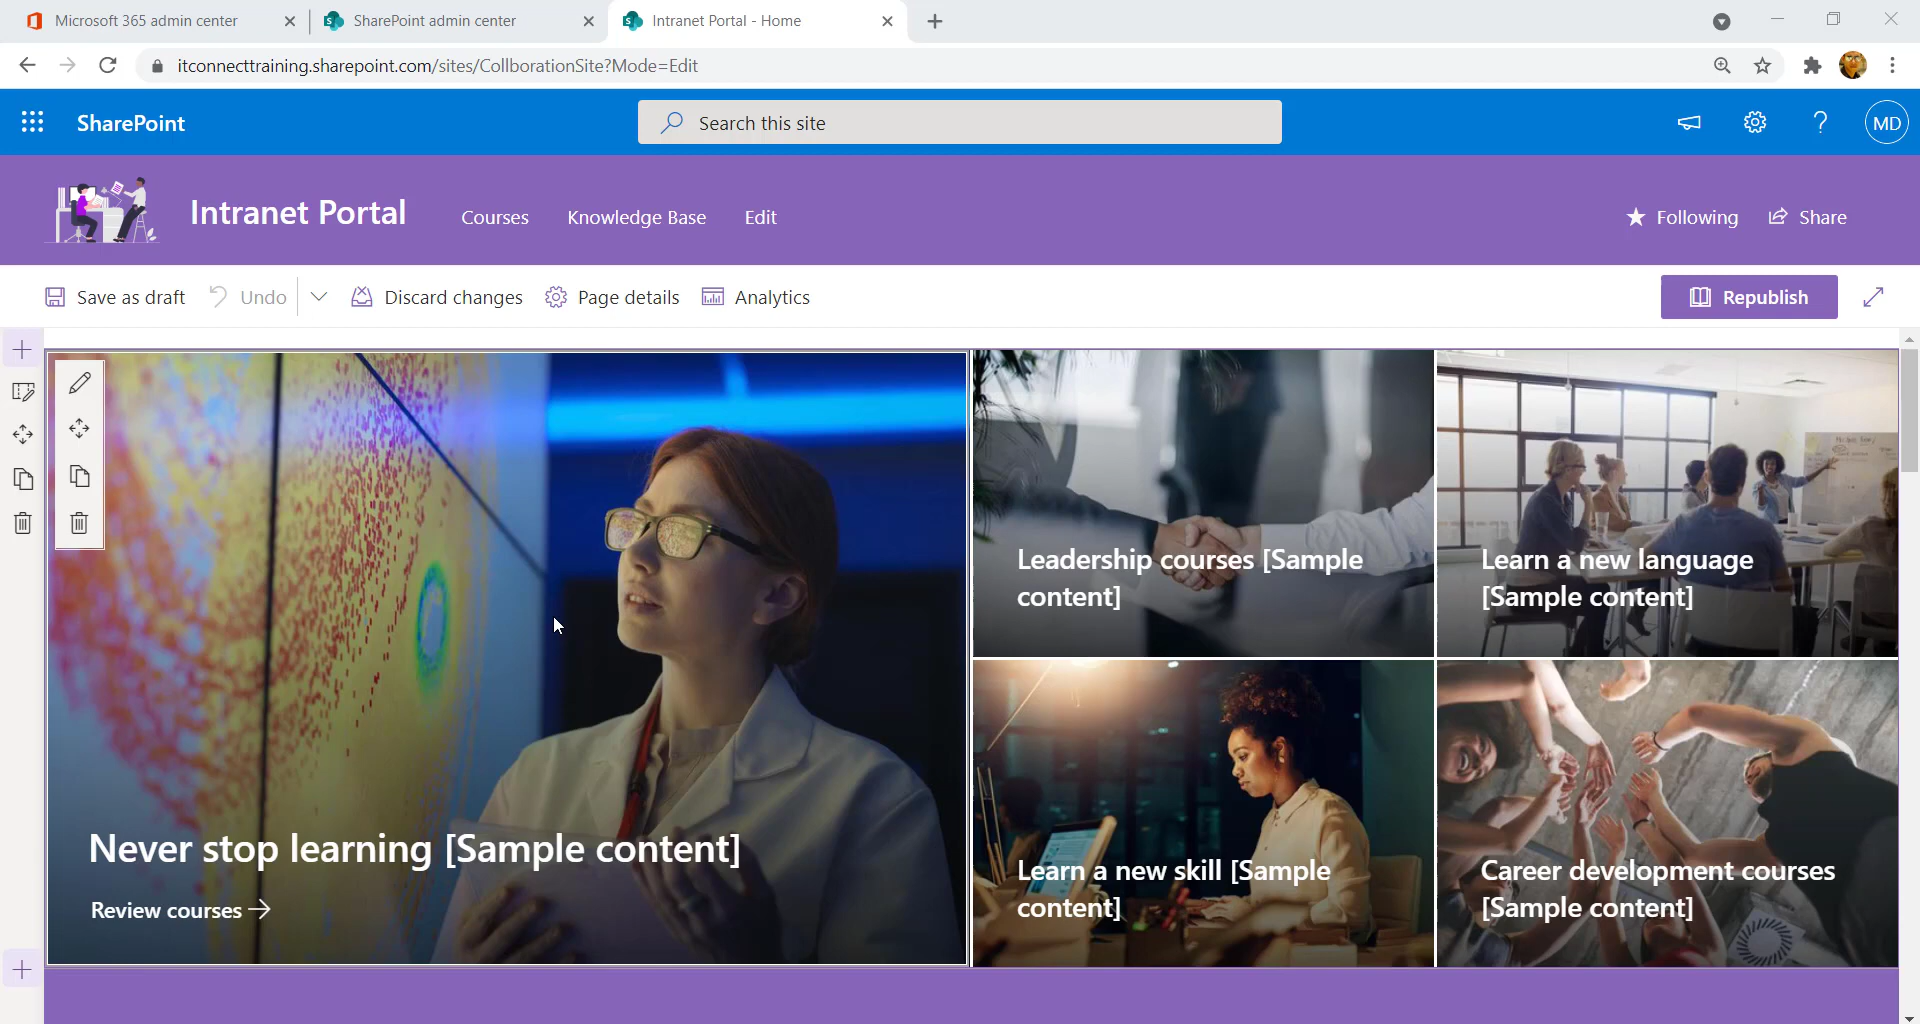 Microsoft 365 admin center
SharePoint admin center
Intranet Portal - Home
itconnecttraining.sharepoint.com/sites/CollborationSite?Mode=Edit
SharePoint
Search this site
MD
Intranet Portal
Courses
Knowledge Base
Edit
Following
Share
Save as draft
Undo
Discard changes
Page details
Analytics
Republish
Leadership courses [Sample
content]
Learn a new language
[Sample content]
Never stop learning [Sample content]
Review courses
Learn a new skill [Sample
content]
Career development courses
[Sample content]